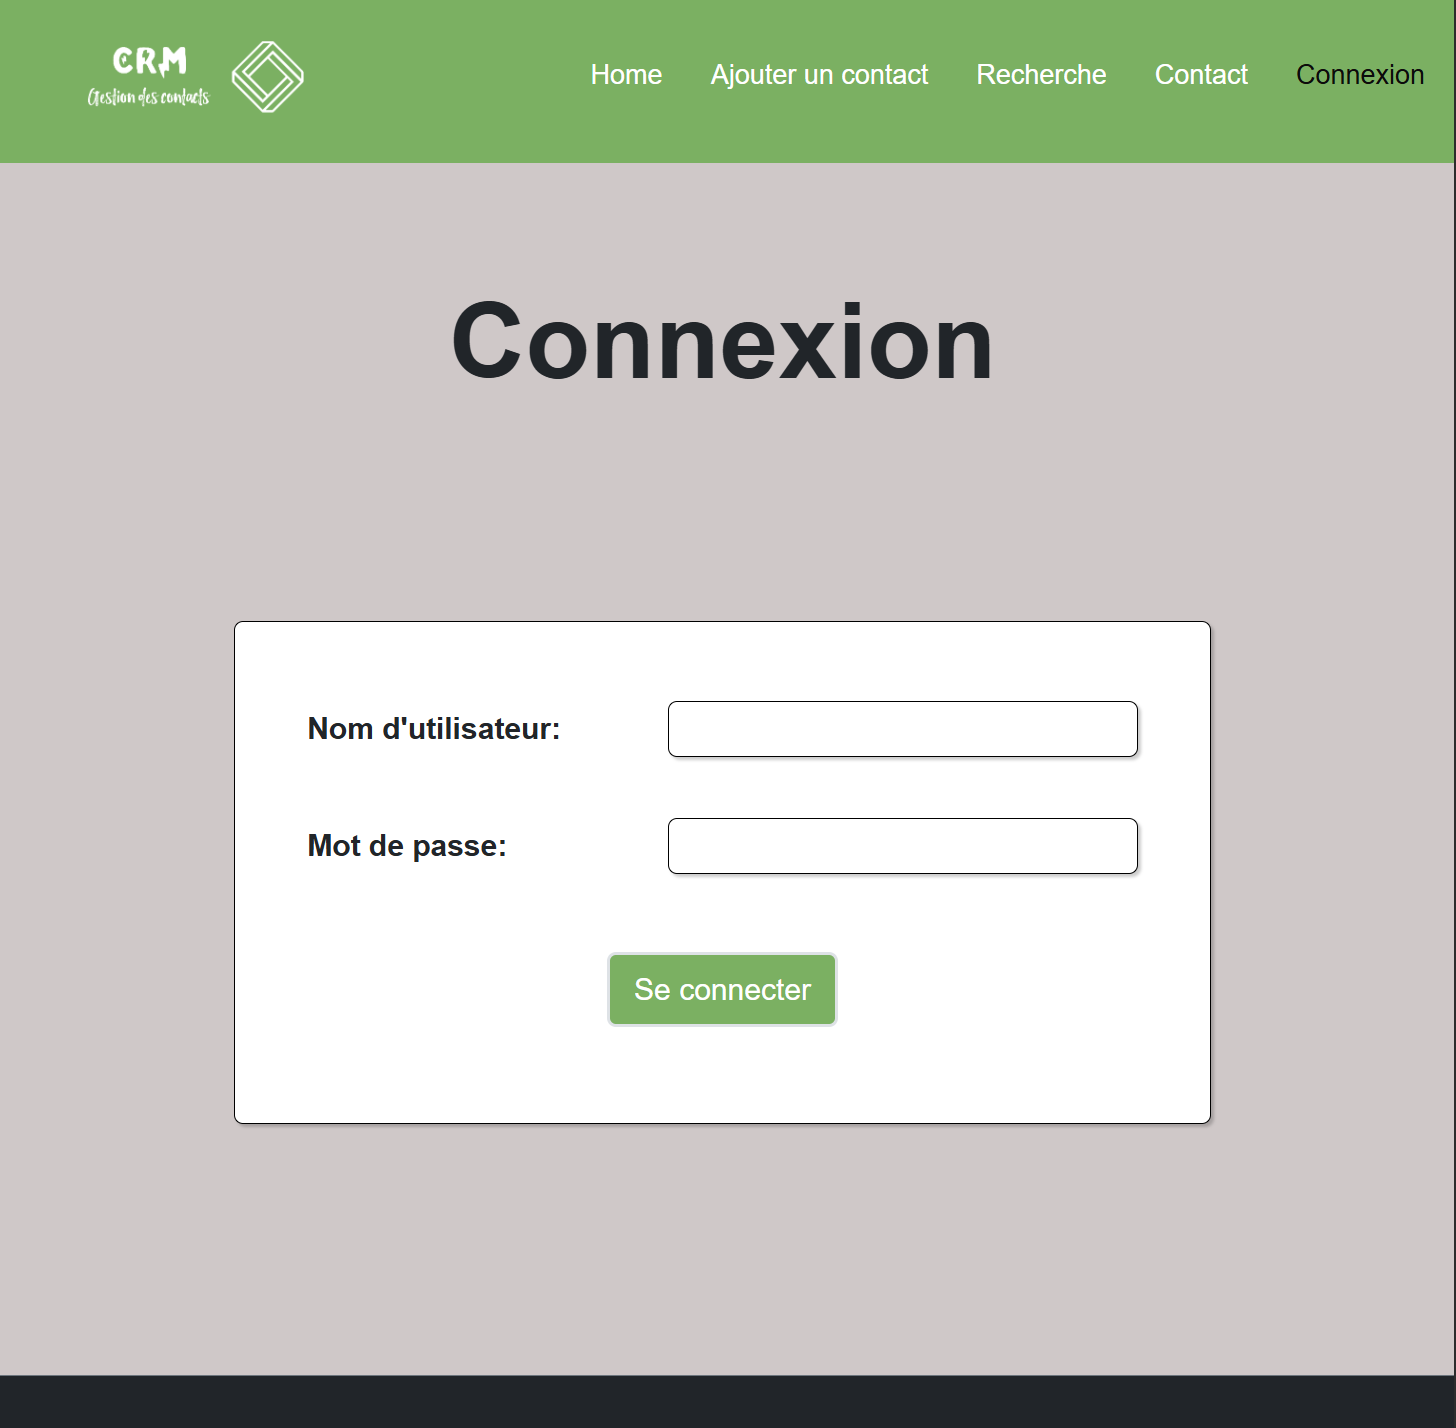 CRM
Gestion des contacts
Home Ajouter un contact Recherche Contact Connexion
Connexion
Nom d'utilisateur:
Mot de passe:
Se connecter